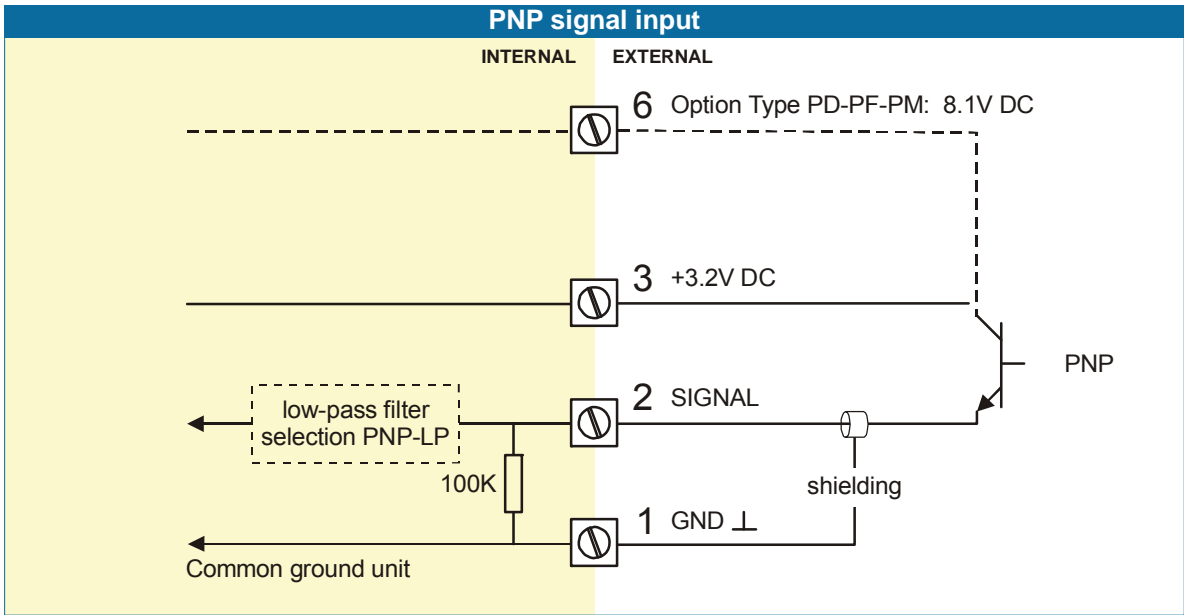 PNP signal input
INTERNAL EXTERNAL
6 Option Type PD-PF-PM: 8.1V DC
3 +3.2V DC
PNP
2 SIGNAL
low-pass filter
selection PNP-LP
100K
shielding
1 GND ⊥
Common ground unit